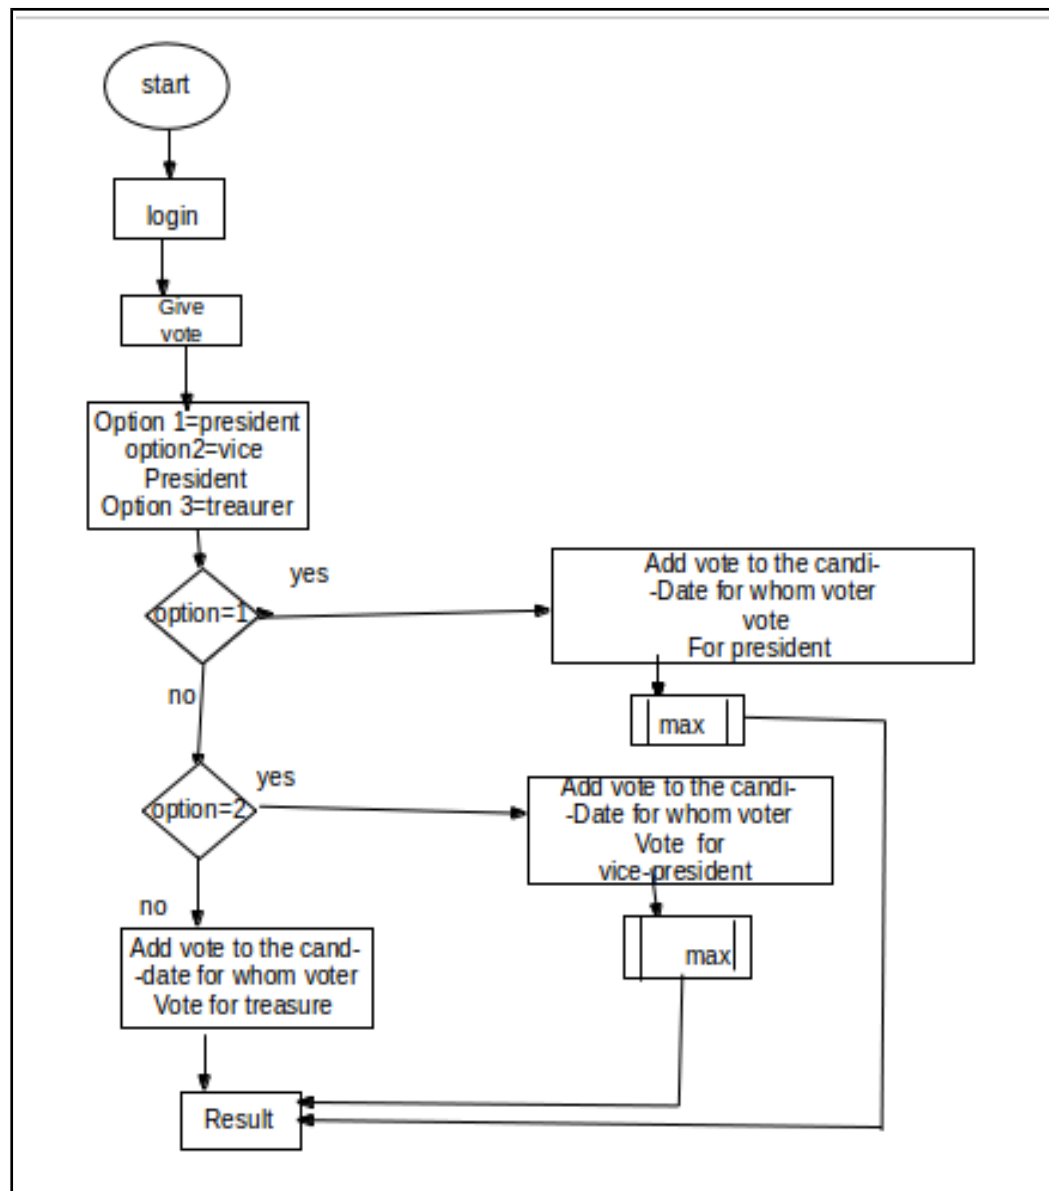 start
login
Give
vote
Option 1=president
option2=vice
President
Option 3=treaurer
option=1
yes
Add vote to the candi-
-Date for whom voter
vote
For president
max
no
option=2
yes
Add vote to the candi-
-Date for whom voter
Vote for
vice-president
max
no
Add vote to the cand-
-date for whom voter
Vote for treasure
Result